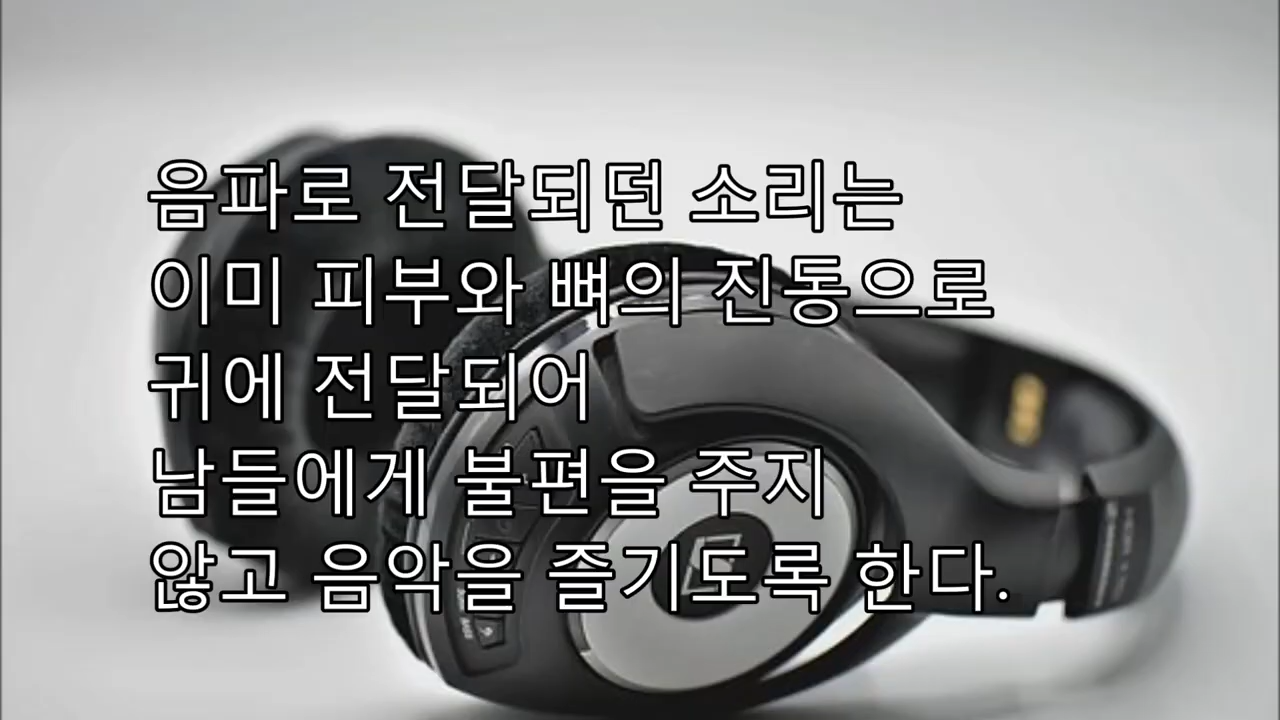 음파로 전달되던 소리는
이미 피부와 뼈의 진동으로
귀에 전달되어
남들에게 불편을 주지
않고 음악을 즐기도록 한다.